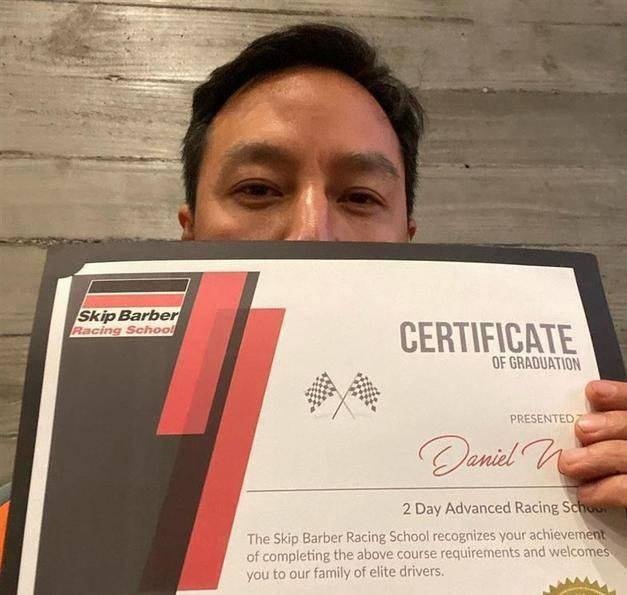 Skip Barber
Racing School
CERTIFICATE
OF GRADUATION
PRESENTED
Daniel
2 Day Advanced Racing School
The Skip Barber Racing School recognizes your achievement
of completing the above course requirements and welcomes
you to our family of elite drivers.